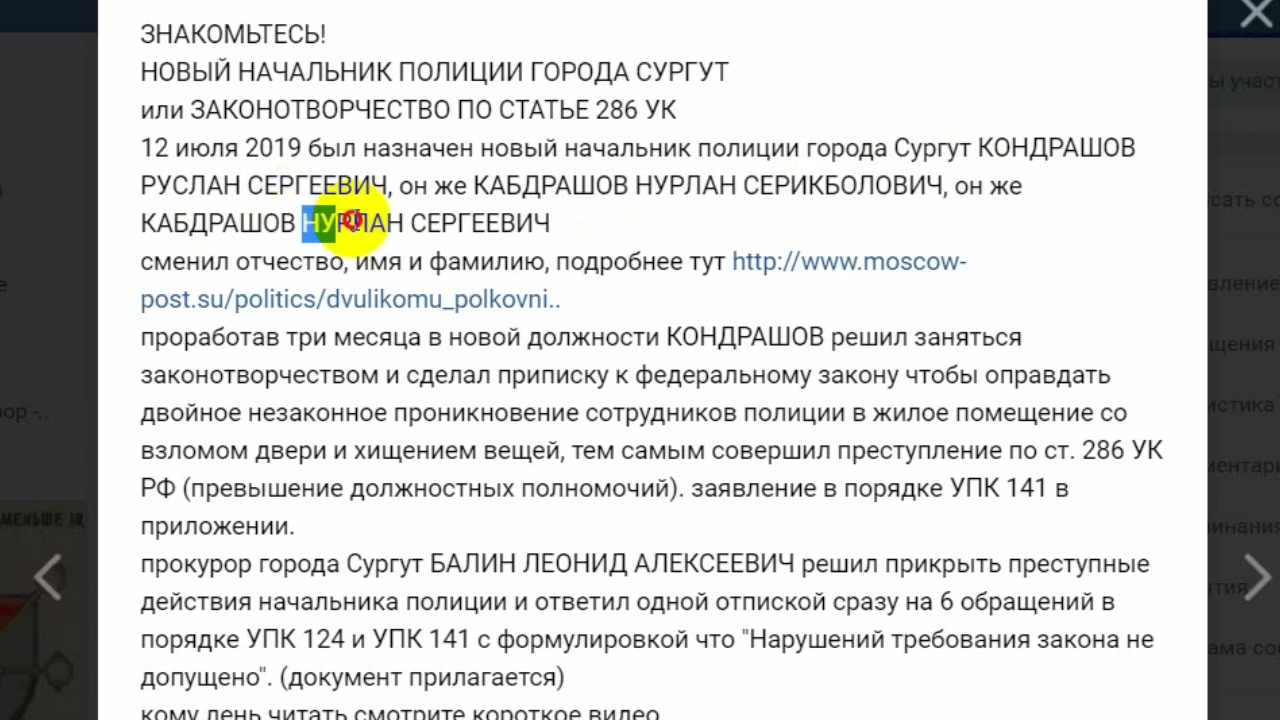 ЗНАКОМЬТЕСЬ!
НОВЫЙ НАЧАЛЬНИК ПОЛИЦИИ ГОРОДА СУРГУТ
или ЗАКОНОТВОРЧЕСТВО ПО СТАТЬЕ 286 УК
12 июля 2019 был назначен новый начальник полиции города Сургут КОНДРАШОВ
РУСЛАН СЕРГЕЕВИЧ, он же КАБДРАШОВ НУРЛАН СЕРИКБОЛОВИЧ, он же
КАБДРАШОВ НУРЛАН СЕРГЕЕВИЧ
сменил отчество, имя и фамилию, подробнее тут http://www.moscow-
post.su/politics/dvulikomu_polkovni..
проработав три месяца в новой должности КОНДРАШОВ решил заняться
законотворчеством и сделал приписку к федеральному закону чтобы оправдать
двойное незаконное проникновение сотрудников полиции в жилое помещение со
взломом двери и хищением вещей, тем самым совершил преступление по ст. 286 УК
РФ (превышение должностных полномочий). заявление в порядке УПК 141 в
приложении.
прокурор города Сургут БАЛИН ЛЕОНИД АЛЕКСЕЕВИЧ решил прикрыть преступные
действия начальника полиции и ответил одной отпиской сразу на 6 обращений в
порядке УПК 124 и УПК 141 с формулировкой что "Нарушений требования закона не
допущено". (документ прилагается)
кому лень читать смотрите короткое видео